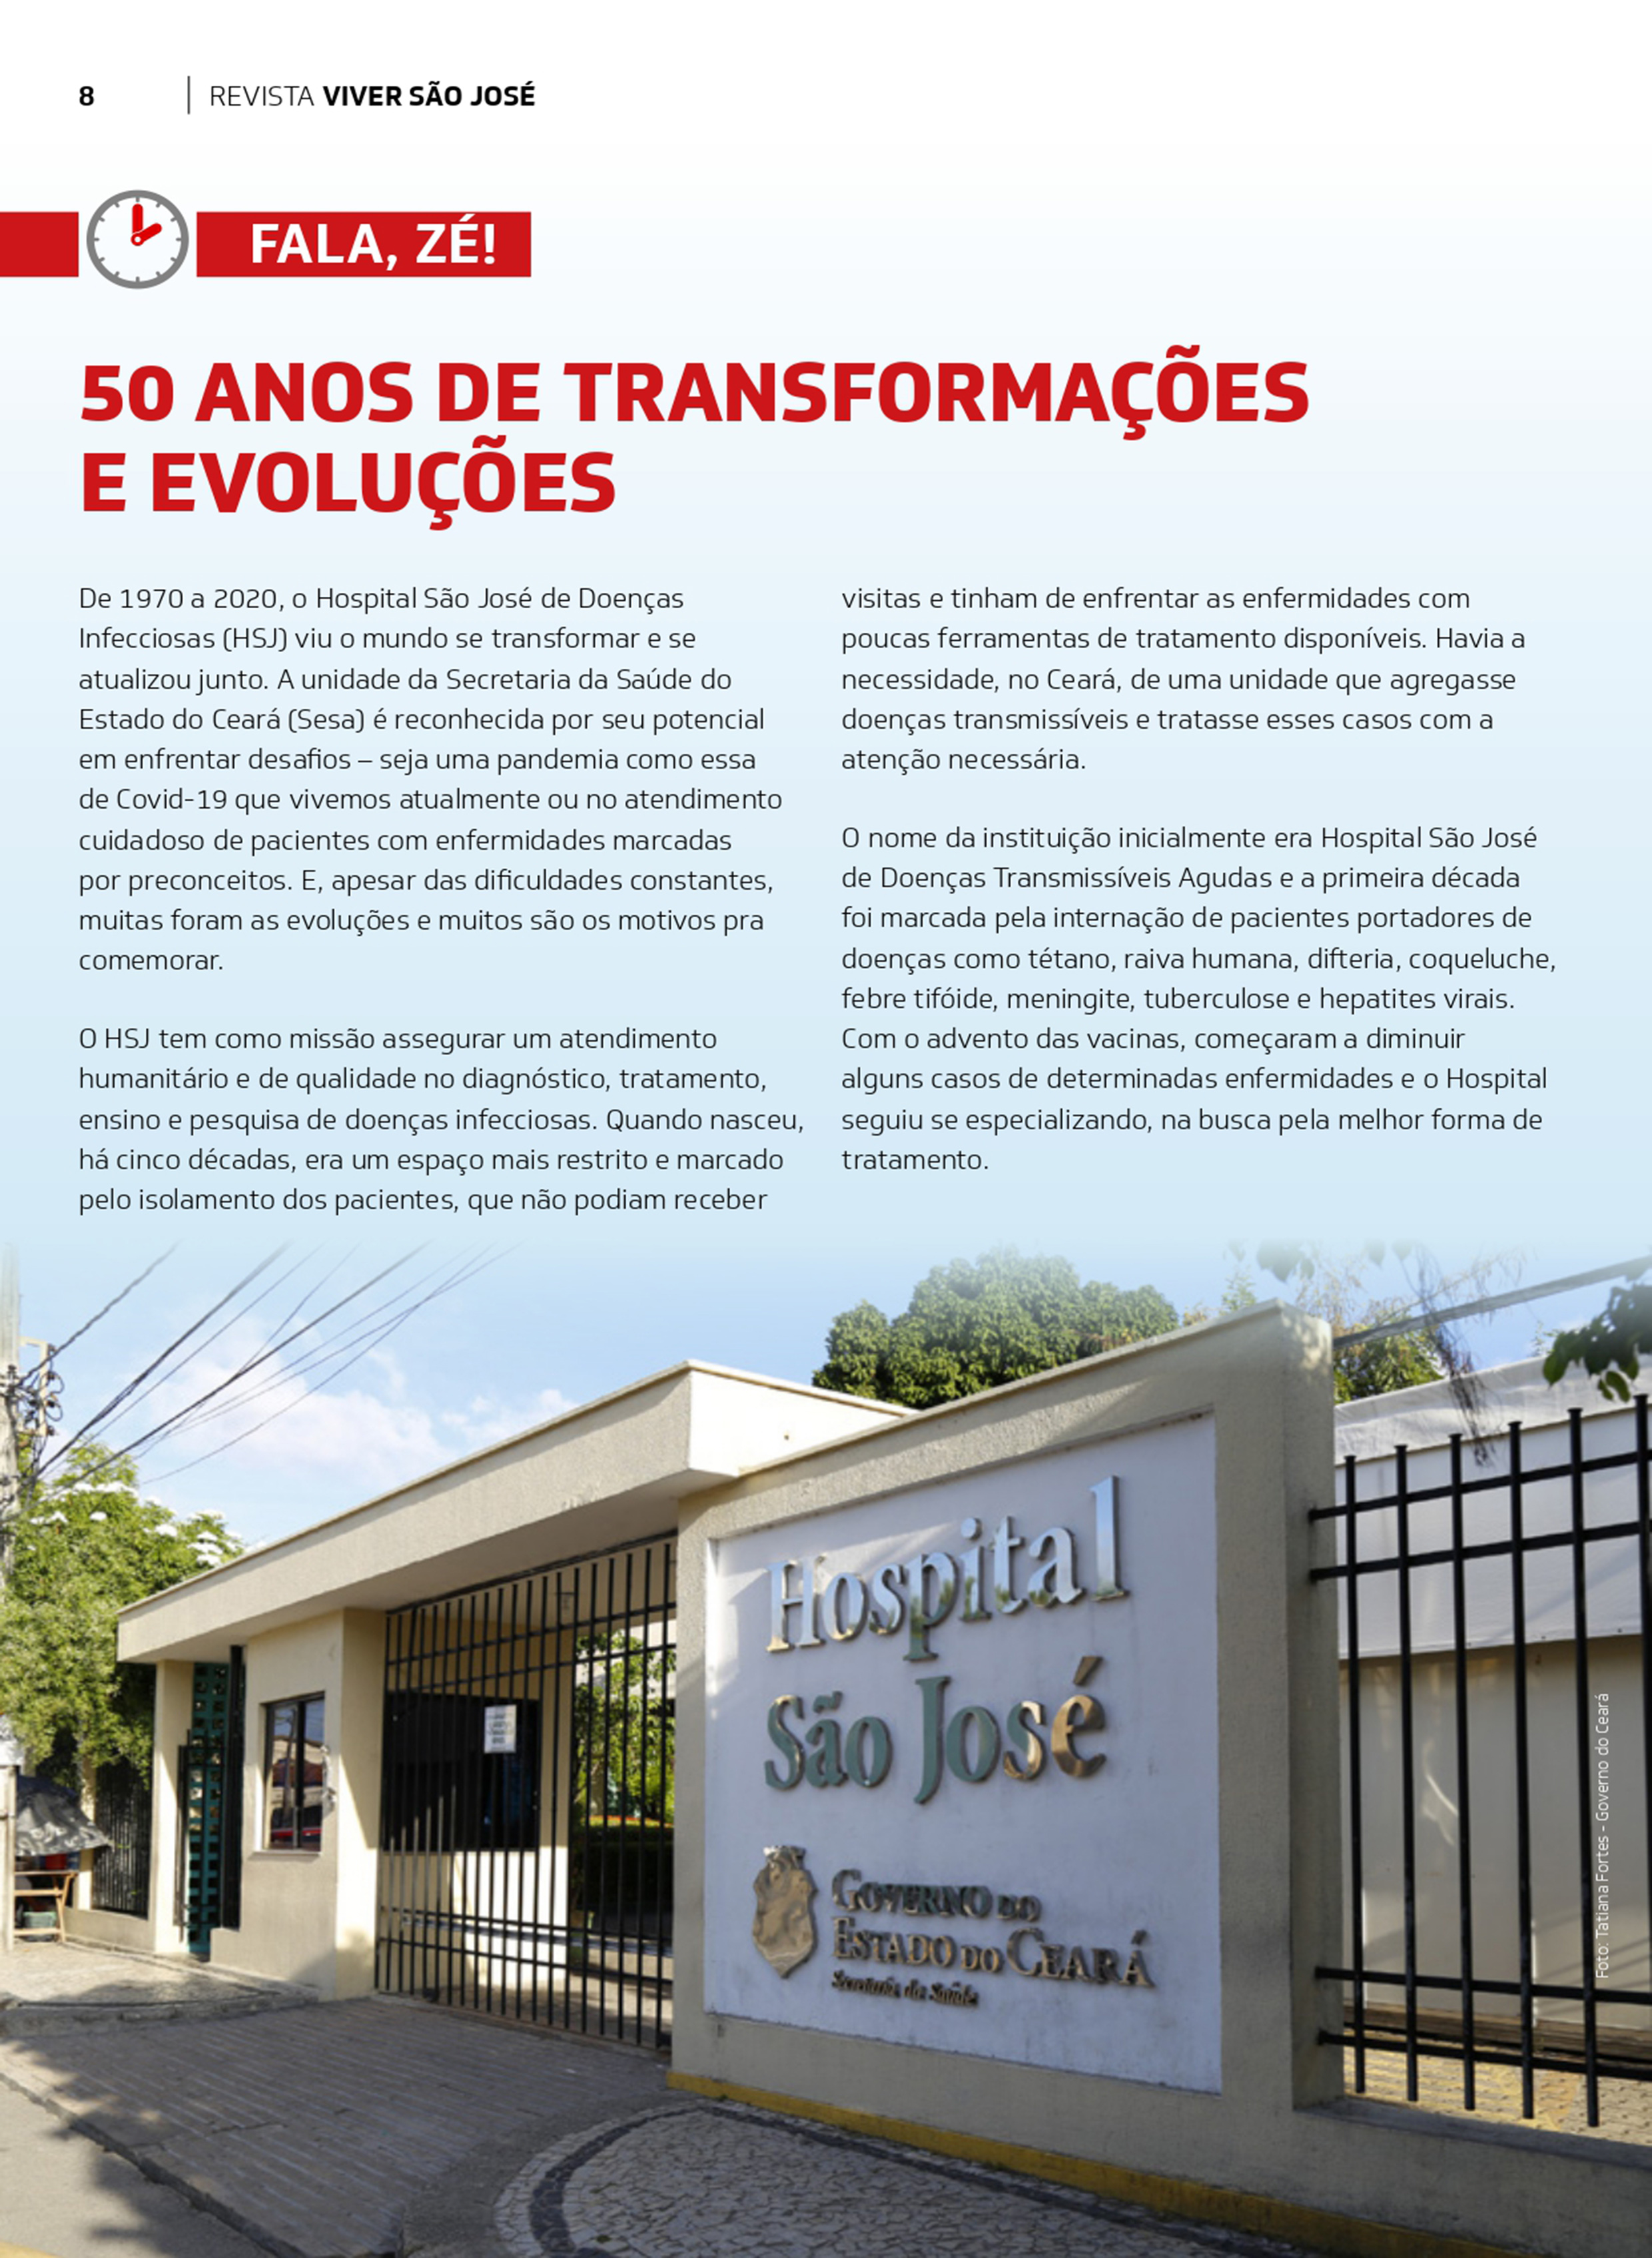 8
REVISTA VIVER SÃO JOSÉ
FALA, ZÉ!
50 ANOS DE TRANSFORMAÇÕES
E EVOLUÇÕES
De 1970 a 2020, o Hospital São José de Doenças
Infecciosas (HSJ) viu o mundo se transformar e se
atualizou junto. A unidade da Secretaria da Saúde do
Estado do Ceará (Sesa) é reconhecida por seu potencial
em enfrentar desafios – seja uma pandemia como essa
de Covid-19 que vivemos atualmente ou no atendimento
cuidadoso de pacientes com enfermidades marcadas
por preconceitos. E, apesar das dificuldades constantes,
muitas foram as evoluções e muitos são os motivos pra
comemorar.
O HSJ tem como missão assegurar um atendimento
humanitário e de qualidade no diagnóstico, tratamento,
ensino e pesquisa de doenças infecciosas. Quando nasceu,
há cinco décadas, era um espaço mais restrito e marcado
pelo isolamento dos pacientes, que não podiam receber
visitas e tinham de enfrentar as enfermidades com
poucas ferramentas de tratamento disponíveis. Havia a
necessidade, no Ceará, de uma unidade que agregasse
doenças transmissíveis e tratasse esses casos com a
atenção necessária.
O nome da instituição inicialmente era Hospital São José
de Doenças Transmissíveis Agudas e a primeira década
foi marcada pela internação de pacientes portadores de
doenças como tétano, raiva humana, difteria, coqueluche,
febre tifóide, meningite, tuberculose e hepatites virais.
Com o advento das vacinas, começaram a diminuir
alguns casos de determinadas enfermidades e o Hospital
seguiu se especializando, na busca pela melhor forma de
tratamento.
Hospital
São José
GOVERNO DO
ESTADO DO CEARÁ
Secretaria da Saúde
Foto: Tatiana Fortes - Governo do Ceará